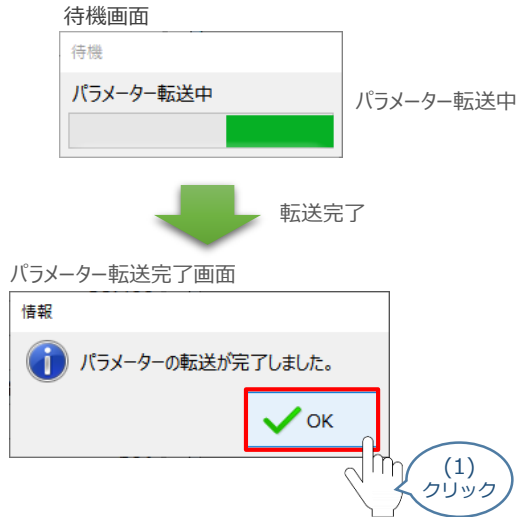 待機画面
待機
パラメーター転送中
パラメーター転送中
転送完了
パラメーター転送完了画面
情報
パラメーターの転送が完了しました。
OK
(1)
クリック